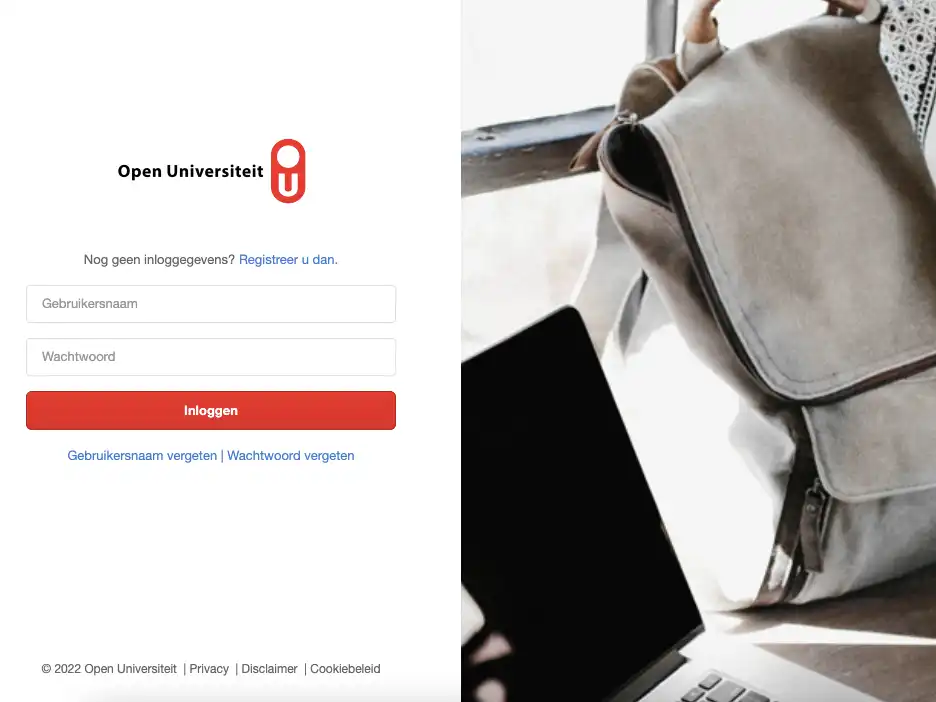 Open Universiteit OU
Nog geen inloggegevens? Registreer u dan.
Gebruikersnaam
Wachtwoord
Inloggen
Gebruikersnaam vergeten | Wachtwoord vergeten
© 2022 Open Universiteit | Privacy | Disclaimer | Cookiebeleid